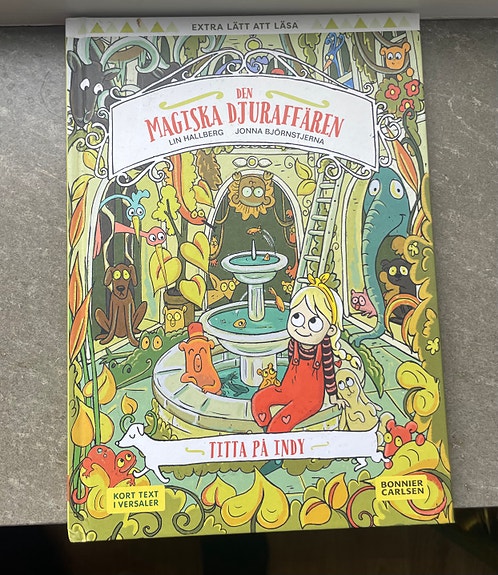 EXTRA LÄTT ATT LÄSA
DEN
MAGISKA DJURAFFÄREN
LIN HALLBERG JONNA BJÖRNSTJERNA
TITTA PÅ INDY
KORT TEXT
I VERSALER
BONNIER
CARLSEN